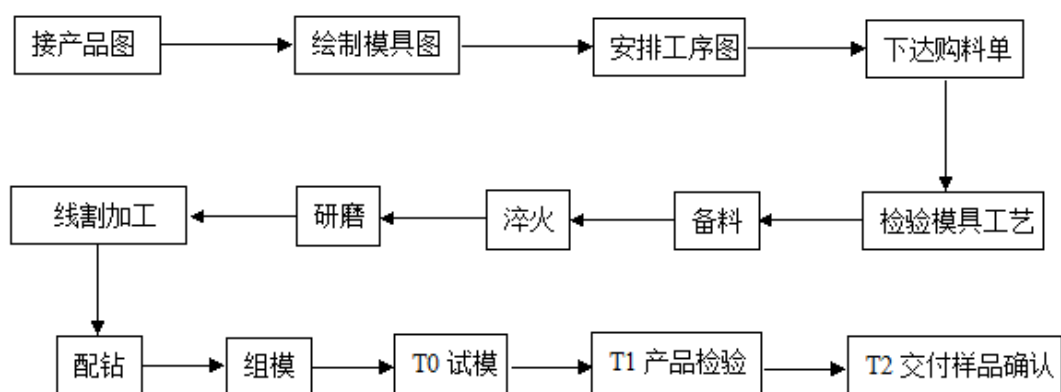 接产品图
绘制模具图
安排工序图
下达购料单
线割加工
研磨
淬火
备料
检验模具工艺
配钻
组模
T0 试模
T1 产品检验
T2 交付样品确认